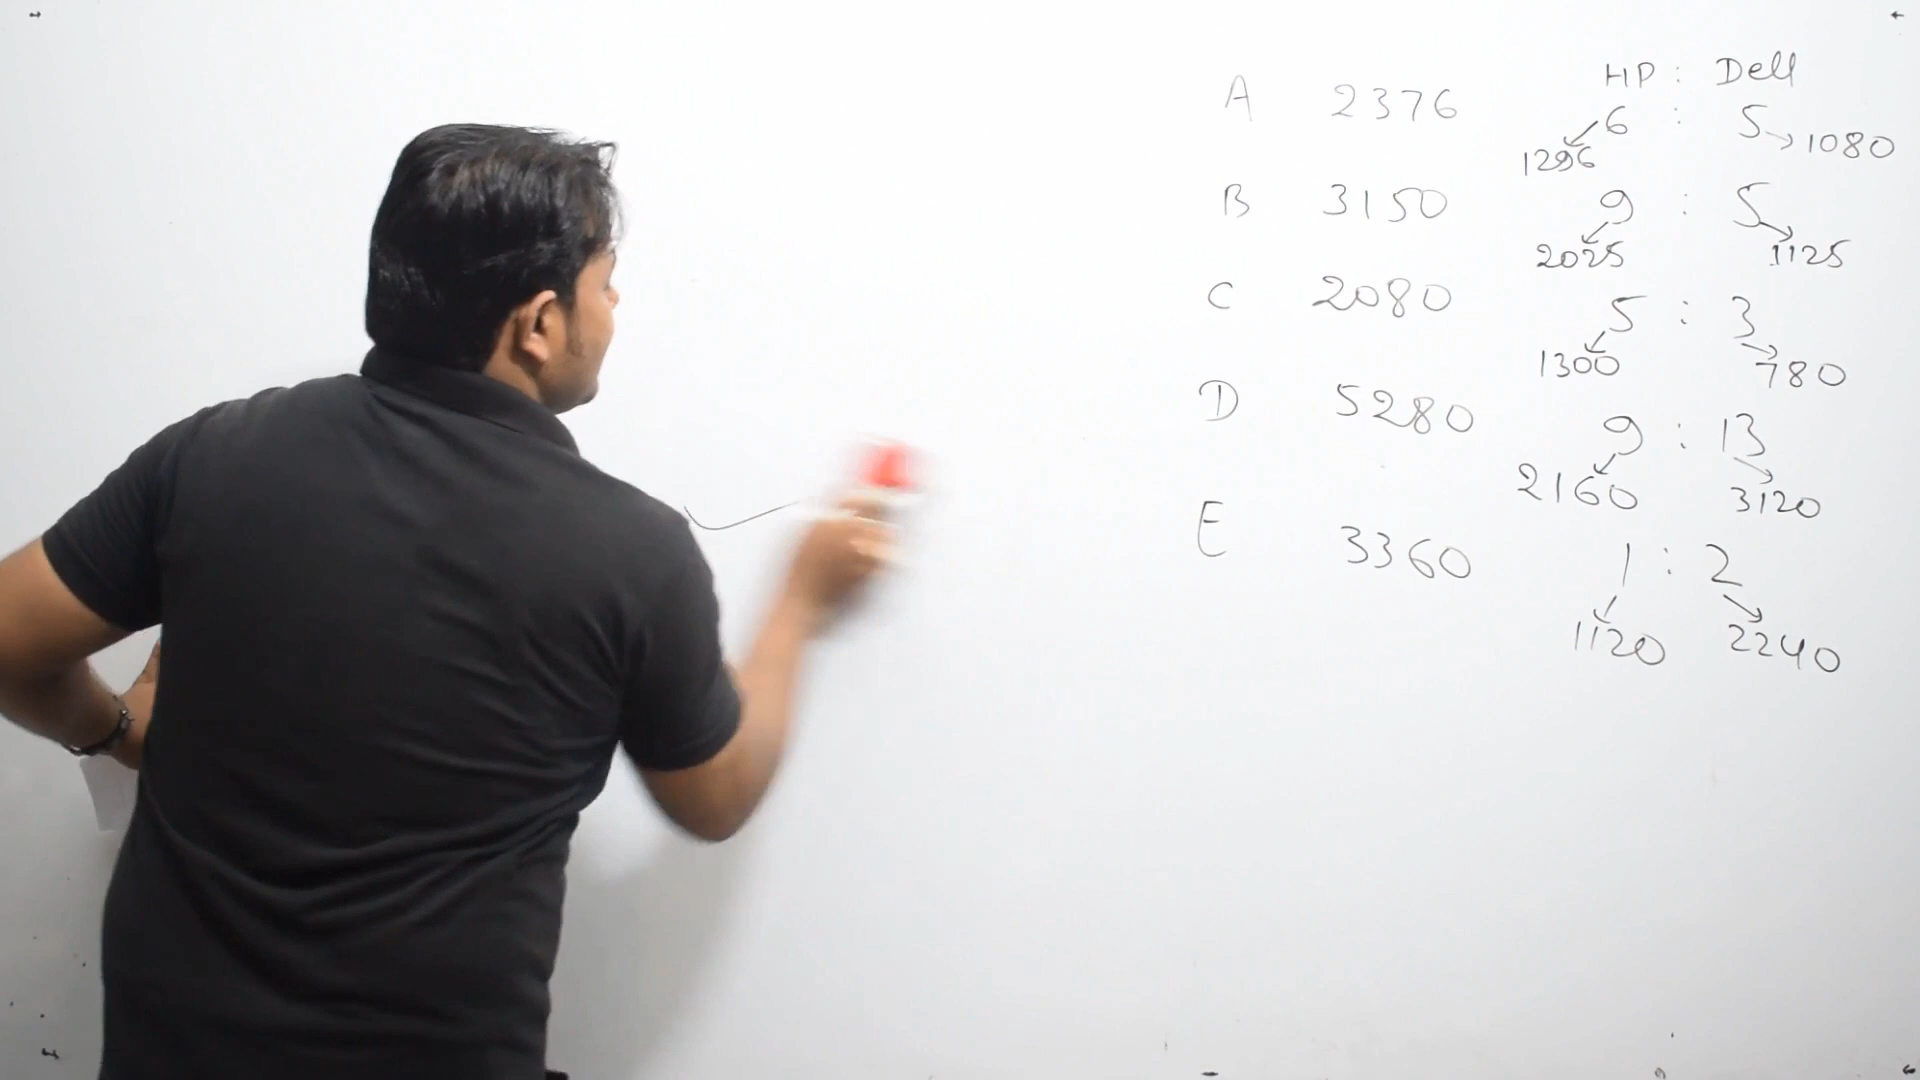 HP : Dell
A 2376 6 : 5
1296 1080
B 3150 9 : 5
2025 1125
C 2080 5 : 3
1300 780
D 5280 9 : 13
2160 3120
E 3360 1 : 2
1120 2240